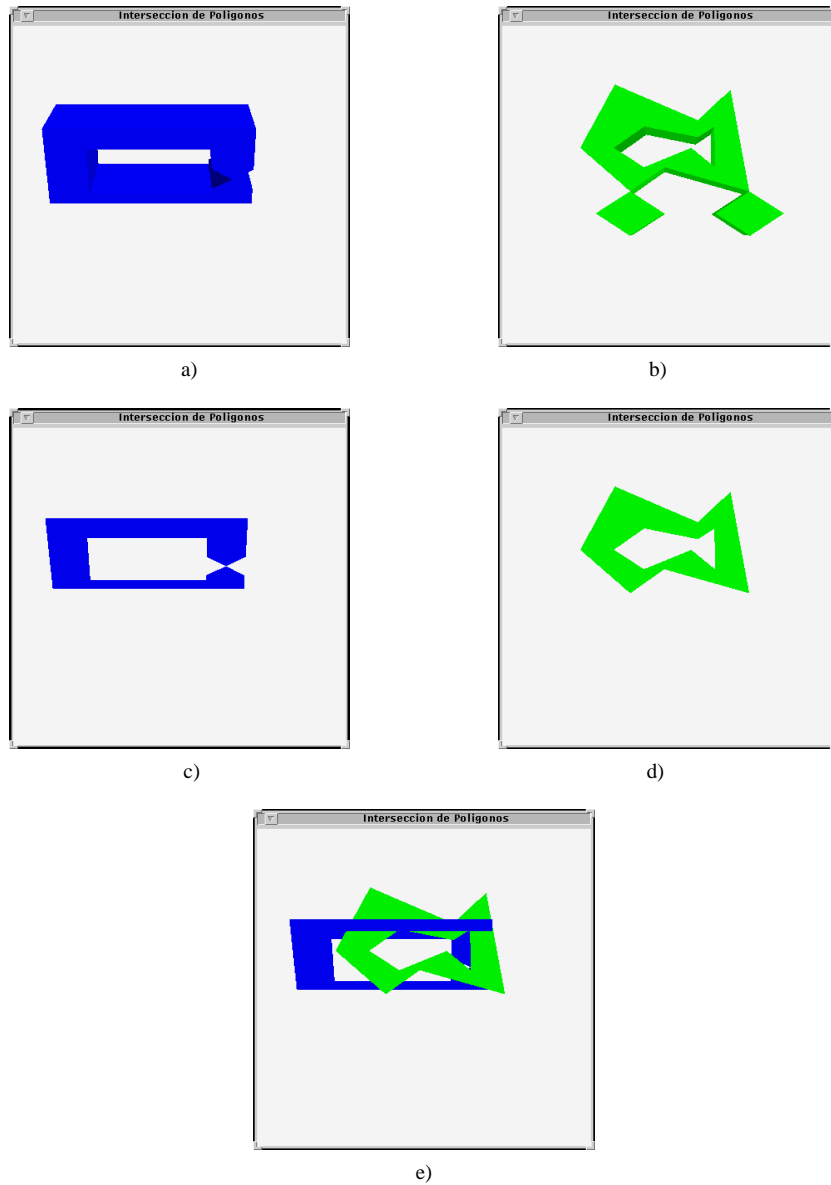 Interseccion de Poligonos
Interseccion de Poligonos
a)
b)
Interseccion de Poligonos
Interseccion de Poligonos
c)
d)
Interseccion de Poligonos
e)